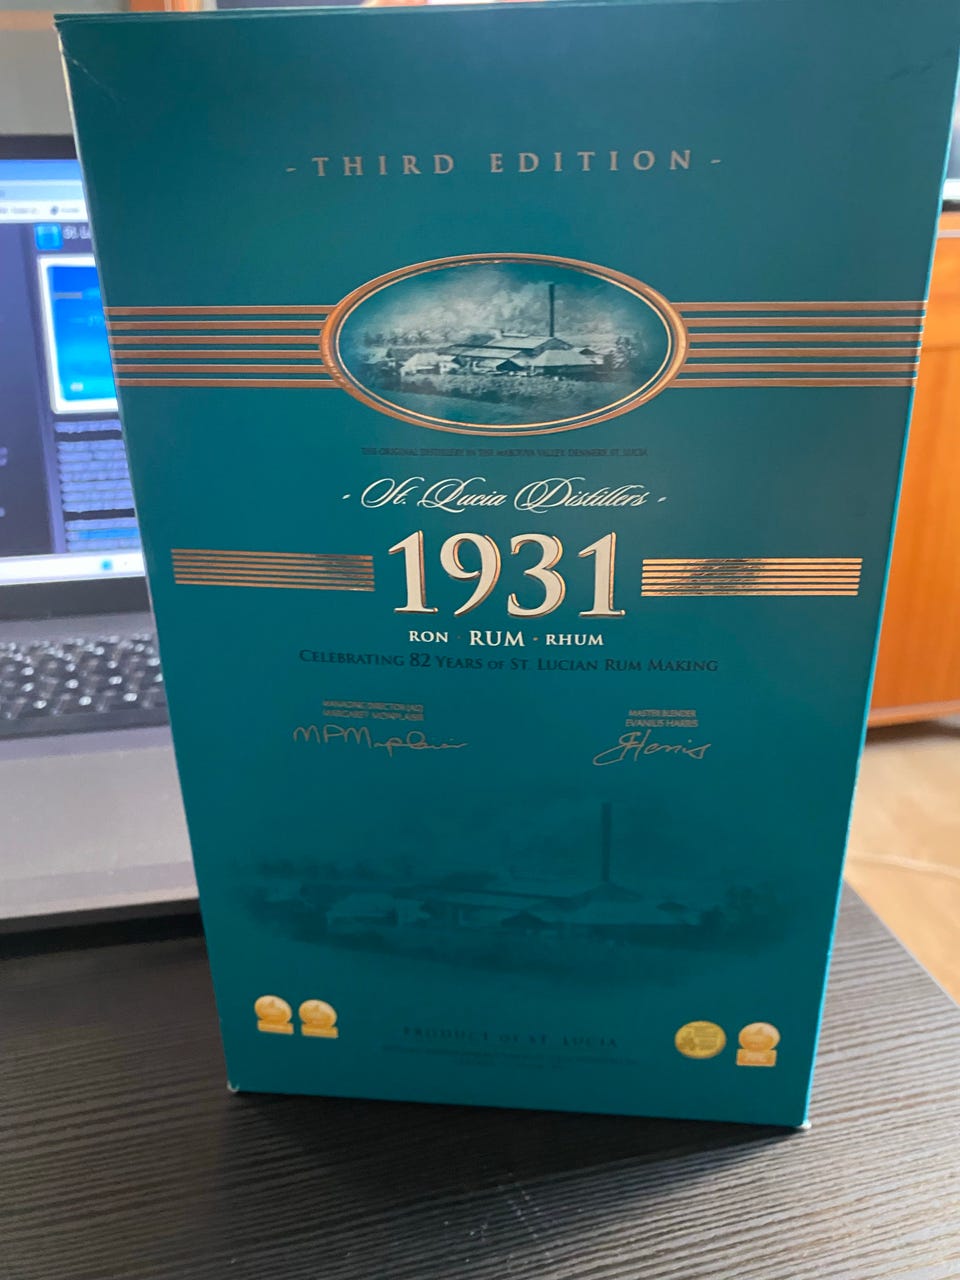 - THIRD EDITION -
THE ORIGINAL DISTILLERY IN THE MABOUYA VALLEY, DENNERY, ST. LUCIA
- St. Lucia Distillers -
1931
RON · RUM · RHUM
CELEBRATING 82 YEARS OF ST. LUCIAN RUM MAKING
MANAGING DIRECTOR (AG)
MARGARET MONPLAISIR
MASTER BLENDER
EVANILIS HARRIS
PRODUCT OF ST. LUCIA